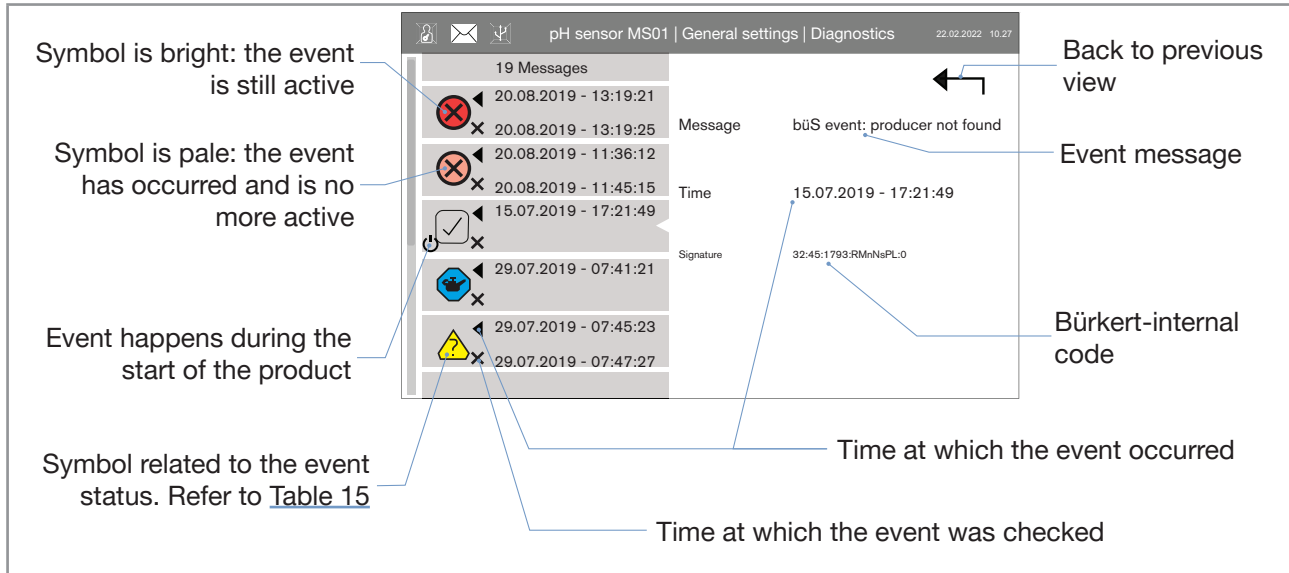 pH sensor MS01 | General settings | Diagnostics
22.02.2022 10.27
Symbol is bright: the event
is still active
Symbol is pale: the event
has occurred and is no
more active
Event happens during the
start of the product
Symbol related to the event
status. Refer to Table 15
19 Messages
20.08.2019 - 13:19:21
20.08.2019 - 13:19:25
20.08.2019 - 11:36:12
20.08.2019 - 11:45:15
15.07.2019 - 17:21:49
29.07.2019 - 07:41:21
29.07.2019 - 07:45:23
?
29.07.2019 - 07:47:27
Message büS event: producer not found
Time 15.07.2019 - 17:21:49
Signature 32:45:1793:RMnNsPL:0
Back to previous
view
Event message
Bürkert-internal
code
Time at which the event occurred
Time at which the event was checked